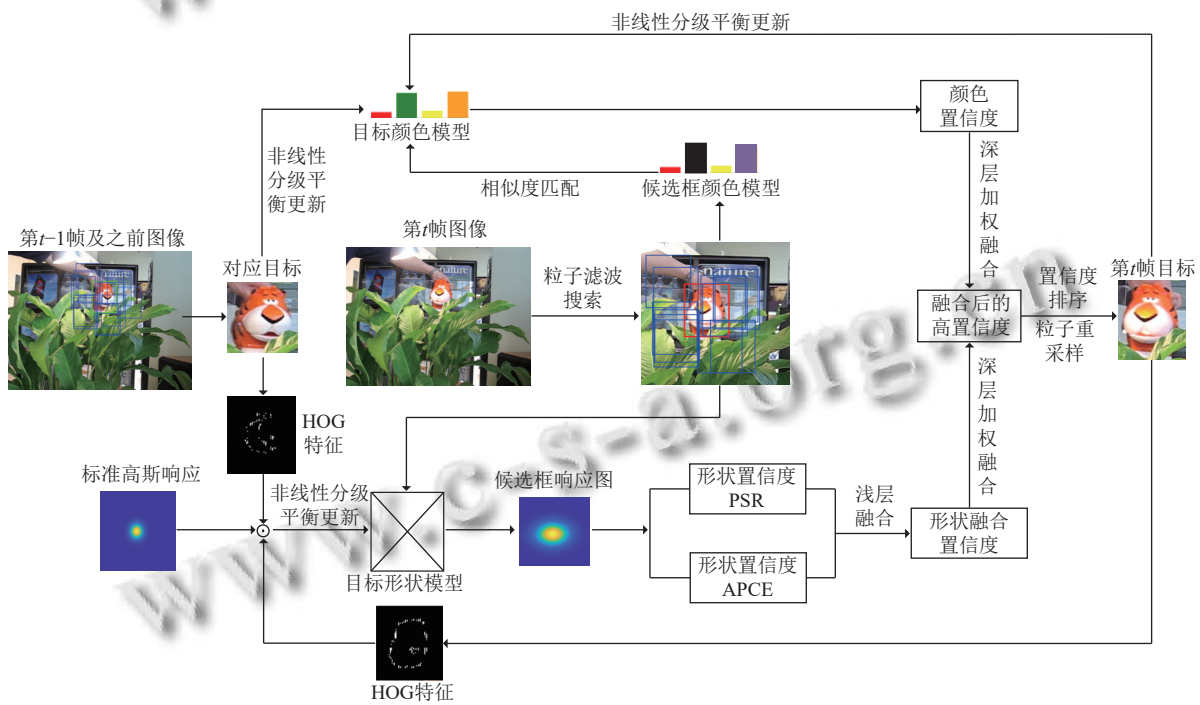 非线性分级平衡更新
颜色
置信度
目标颜色模型
非线性
分级平
衡更新
相似度匹配
候选框颜色模型
深
层
加
权
融
合
第t−1帧及之前图像
对应目标
第t帧图像
粒子滤波
搜索
融合后的
高置信度
置信度
排序
粒子重
采样
第t帧目标
nature
nature
nature
HOG
特征
深
层
加
权
融
合
标准高斯响应
非线性分级
平衡更新
目标形状模型
候选框响应图
形状置信度
PSR
形状置信度
APCE
浅层
融合
形状融合
置信度
HOG特征
www.c-s-a.org.cn